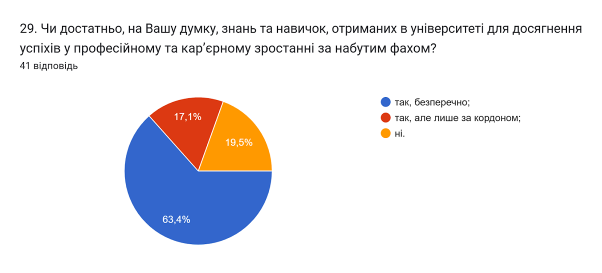 29. Чи достатньо, на Вашу думку, знань та навичок, отриманих в університеті для досягнення
успіхів у професійному та кар’єрному зростанні за набутим фахом?
41 відповідь
так, безперечно;
так, але лише за кордоном;
ні.
17,1%
19,5%
63,4%